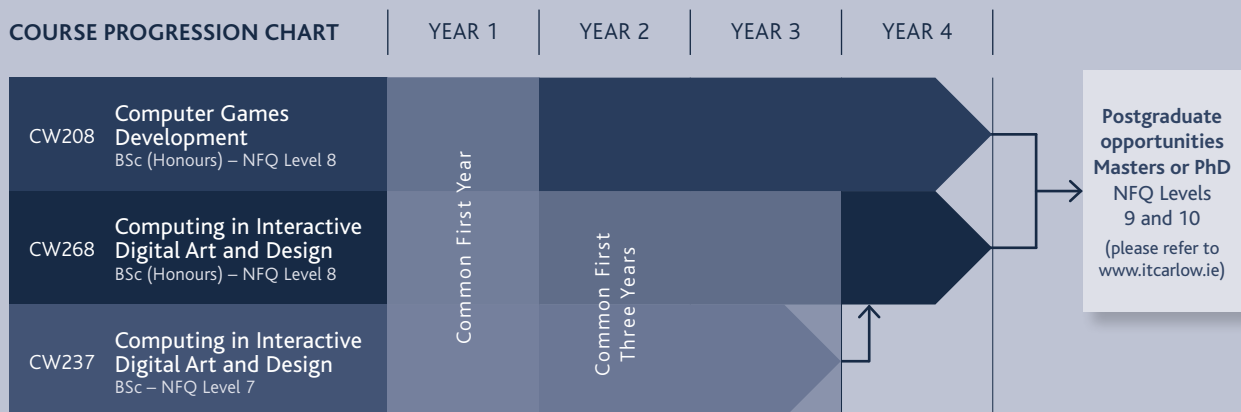 COURSE PROGRESSION CHART
YEAR 1
YEAR 2
YEAR 3
YEAR 4
CW208
Computer Games
Development
BSc (Honours) – NFQ Level 8
CW268
Computing in Interactive
Digital Art and Design
BSc (Honours) – NFQ Level 8
CW237
Computing in Interactive
Digital Art and Design
BSc – NFQ Level 7
Common First Year
Common First
Three Years
Postgraduate
opportunities
Masters or PhD
NFQ Levels
9 and 10
(please refer to
www.itcarlow.ie)